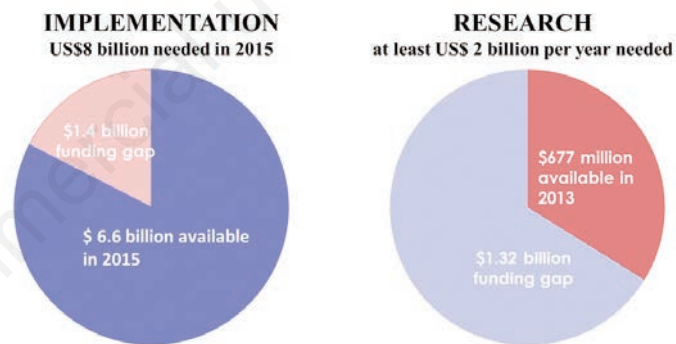 IMPLEMENTATION
US$8 billion needed in 2015
$1.4 billion
funding gap
$ 6.6 billion available
in 2015
RESEARCH
at least US$ 2 billion per year needed
$677 million
available in
2013
$1.32 billion
funding gap